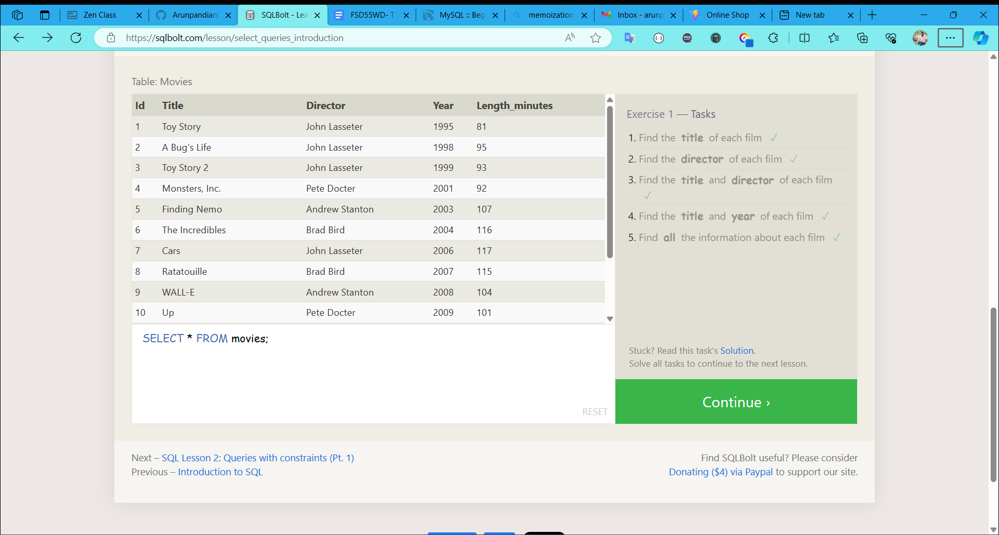 Zen Class
Arunpandian
SQLBolt - Lea
FSD55WD- T
MySQL :: Beg
memoization
Inbox - arunp
Online Shop
New tab
https://sqlbolt.com/lesson/select_queries_introduction
Table: Movies
Id Title Director Year Length_minutes
1 Toy Story John Lasseter 1995 81
2 A Bug's Life John Lasseter 1998 95
3 Toy Story 2 John Lasseter 1999 93
4 Monsters, Inc. Pete Docter 2001 92
5 Finding Nemo Andrew Stanton 2003 107
6 The Incredibles Brad Bird 2004 116
7 Cars John Lasseter 2006 117
8 Ratatouille Brad Bird 2007 115
9 WALL-E Andrew Stanton 2008 104
10 Up Pete Docter 2009 101
SELECT * FROM movies;
RESET
Exercise 1 — Tasks
1. Find the title of each film ✓
2. Find the director of each film ✓
3. Find the title and director of each film
✓
4. Find the title and year of each film ✓
5. Find all the information about each film ✓
Stuck? Read this task's Solution.
Solve all tasks to continue to the next lesson.
Continue ›
Next – SQL Lesson 2: Queries with constraints (Pt. 1)
Previous – Introduction to SQL
Find SQLBolt useful? Please consider
Donating ($4) via Paypal to support our site.